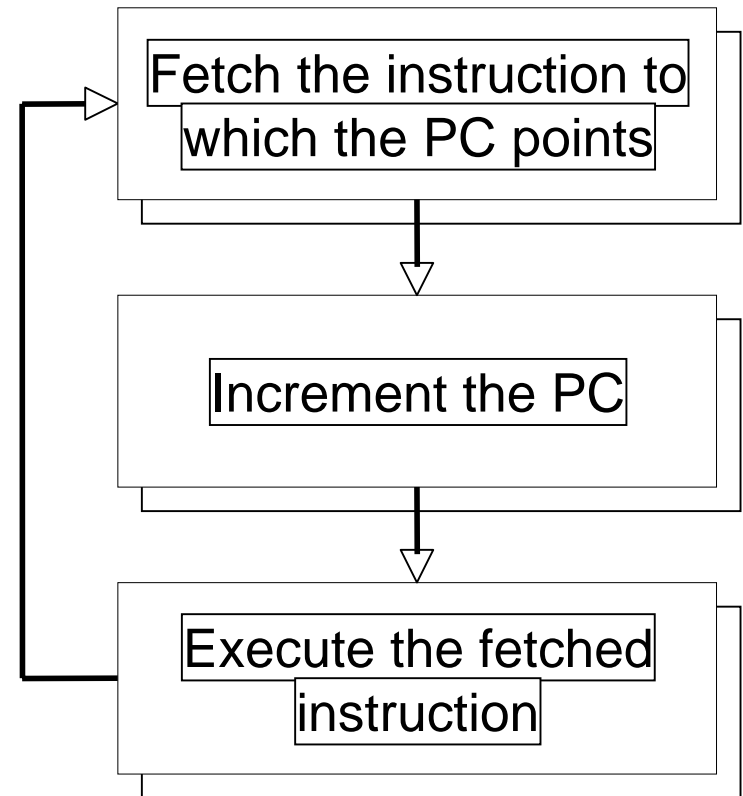 Fetch the instruction to
which the PC points
Increment the PC
Execute the fetched
instruction